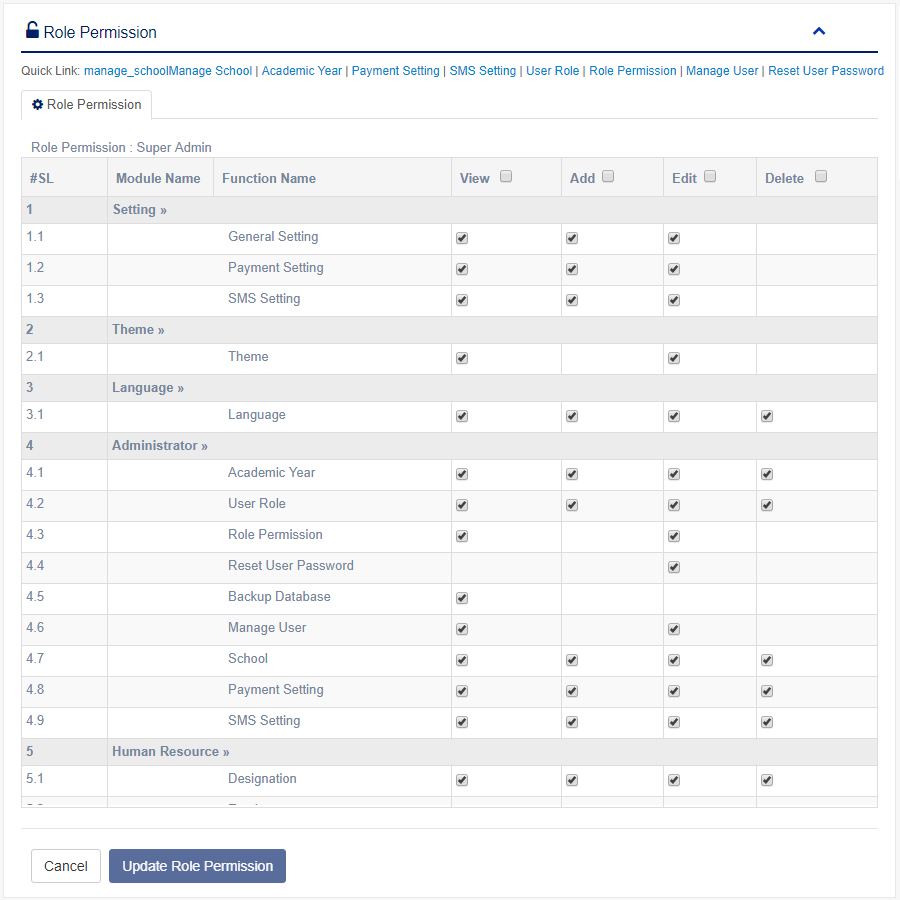 Role Permission
Quick Link: manage_schoolManage School | Academic Year | Payment Setting | SMS Setting | User Role | Role Permission | Manage User | Reset User Password
Role Permission
Role Permission : Super Admin
#SL Module Name Function Name View Add Edit Delete
1 Setting »
1.1 General Setting
1.2 Payment Setting
1.3 SMS Setting
2 Theme »
2.1 Theme
3 Language »
3.1 Language
4 Administrator »
4.1 Academic Year
4.2 User Role
4.3 Role Permission
4.4 Reset User Password
4.5 Backup Database
4.6 Manage User
4.7 School
4.8 Payment Setting
4.9 SMS Setting
5 Human Resource »
5.1 Designation
Cancel Update Role Permission